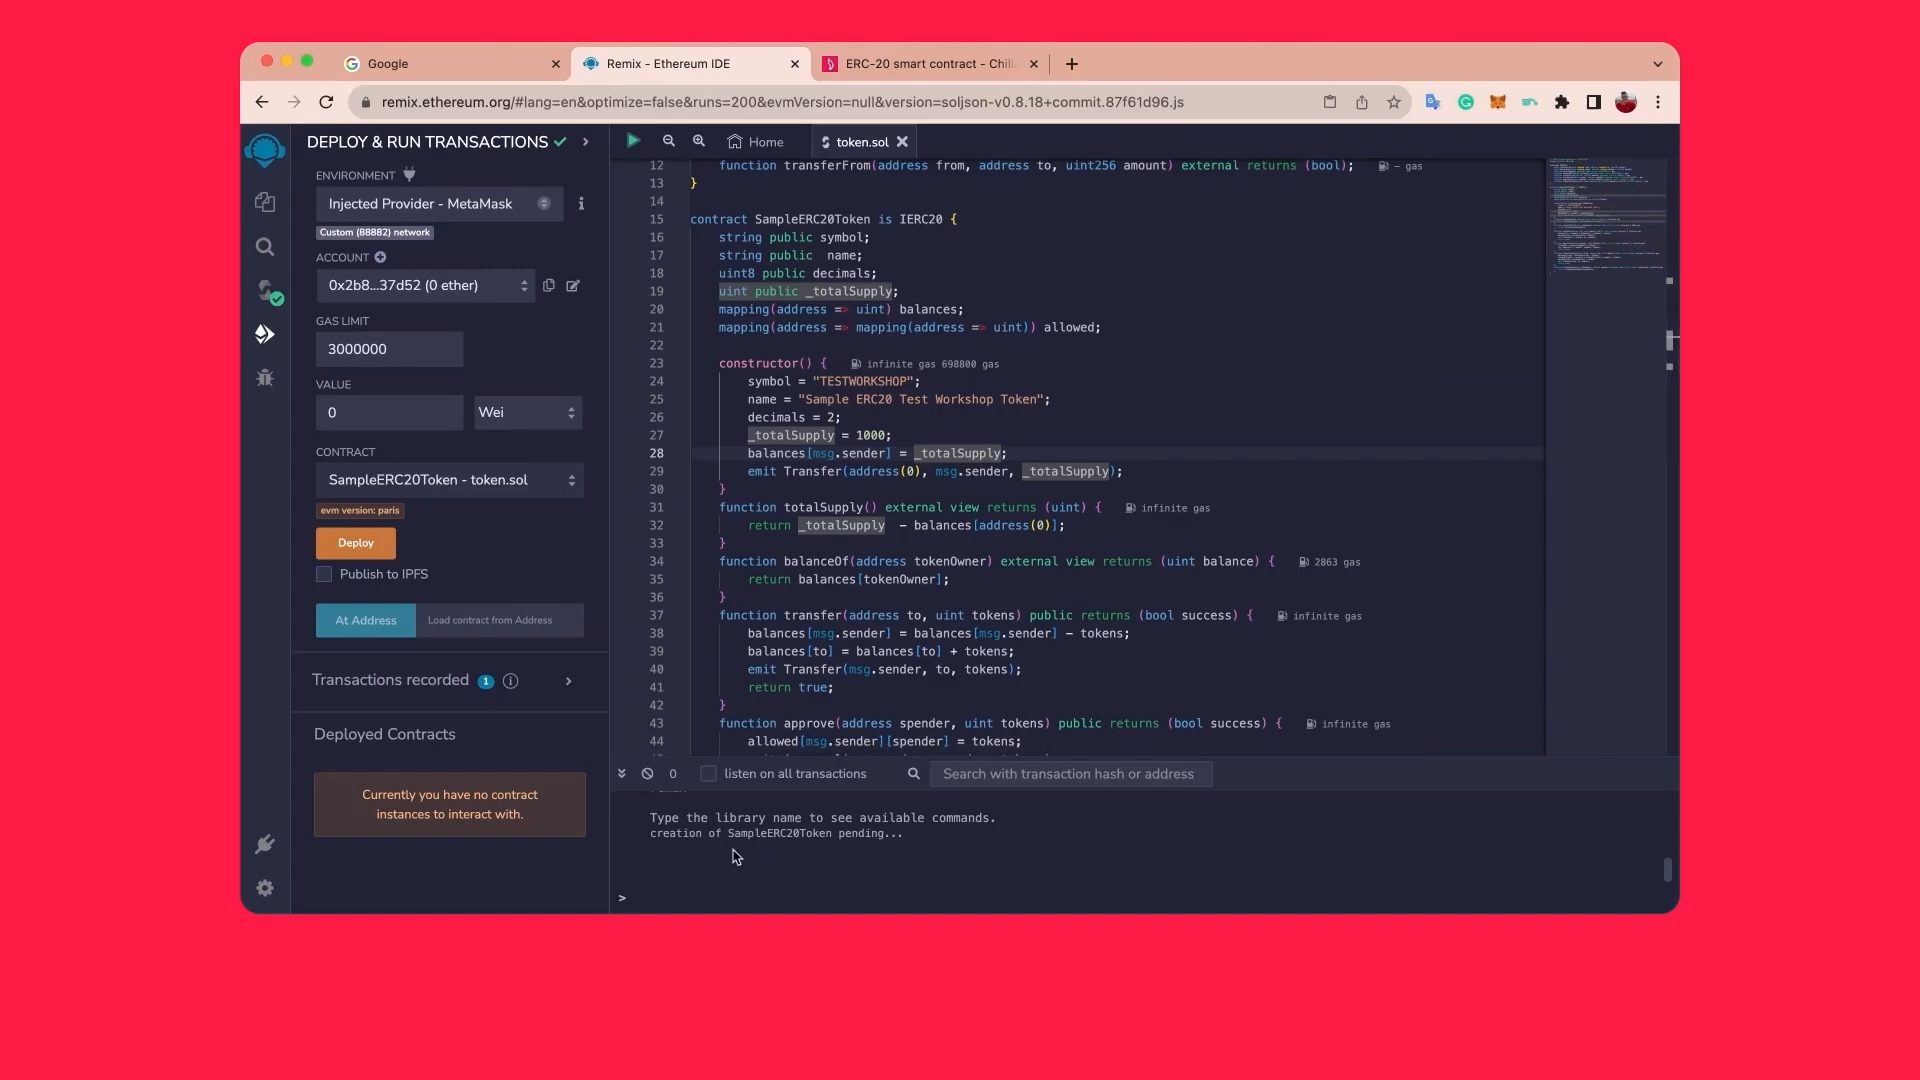 Google
Remix - Ethereum IDE
ERC-20 smart contract - Chili
remix.ethereum.org/#lang=en&optimize=false&runs=200&evmVersion=null&version=soljson-v0.8.18+commit.87f61d96.js
DEPLOY & RUN TRANSACTIONS
ENVIRONMENT
Injected Provider - MetaMask
Custom (88882) network
ACCOUNT
0x2b8...37d52 (0 ether)
GAS LIMIT
3000000
VALUE
0
Wei
CONTRACT
SampleERC20Token - token.sol
evm version: paris
Deploy
Publish to IPFS
At Address
Load contract from Address
Transactions recorded 1
Deployed Contracts
Currently you have no contract
instances to interact with.
Home
token.sol
12 function transferFrom(address from, address to, uint256 amount) external returns (bool); - gas
13 }
14
15 contract SampleERC20Token is IERC20 {
16 string public symbol;
17 string public  name;
18 uint8 public decimals;
19 uint public _totalSupply;
20 mapping(address => uint) balances;
21 mapping(address => mapping(address => uint)) allowed;
22
23 constructor() { infinite gas 698800 gas
24 symbol = "TESTWORKSHOP";
25 name = "Sample ERC20 Test Workshop Token";
26 decimals = 2;
27 _totalSupply = 1000;
28 balances[msg.sender] = _totalSupply;
29 emit Transfer(address(0), msg.sender, _totalSupply);
30 }
31 function totalSupply() external view returns (uint) { infinite gas
32 return _totalSupply  - balances[address(0)];
33 }
34 function balanceOf(address tokenOwner) external view returns (uint balance) { 2863 gas
35 return balances[tokenOwner];
36 }
37 function transfer(address to, uint tokens) public returns (bool success) { infinite gas
38 balances[msg.sender] = balances[msg.sender] - tokens;
39 balances[to] = balances[to] + tokens;
40 emit Transfer(msg.sender, to, tokens);
41 return true;
42 }
43 function approve(address spender, uint tokens) public returns (bool success) { infinite gas
44 allowed[msg.sender][spender] = tokens;
0
listen on all transactions
Search with transaction hash or address
Type the library name to see available commands.
creation of SampleERC20Token pending...
>